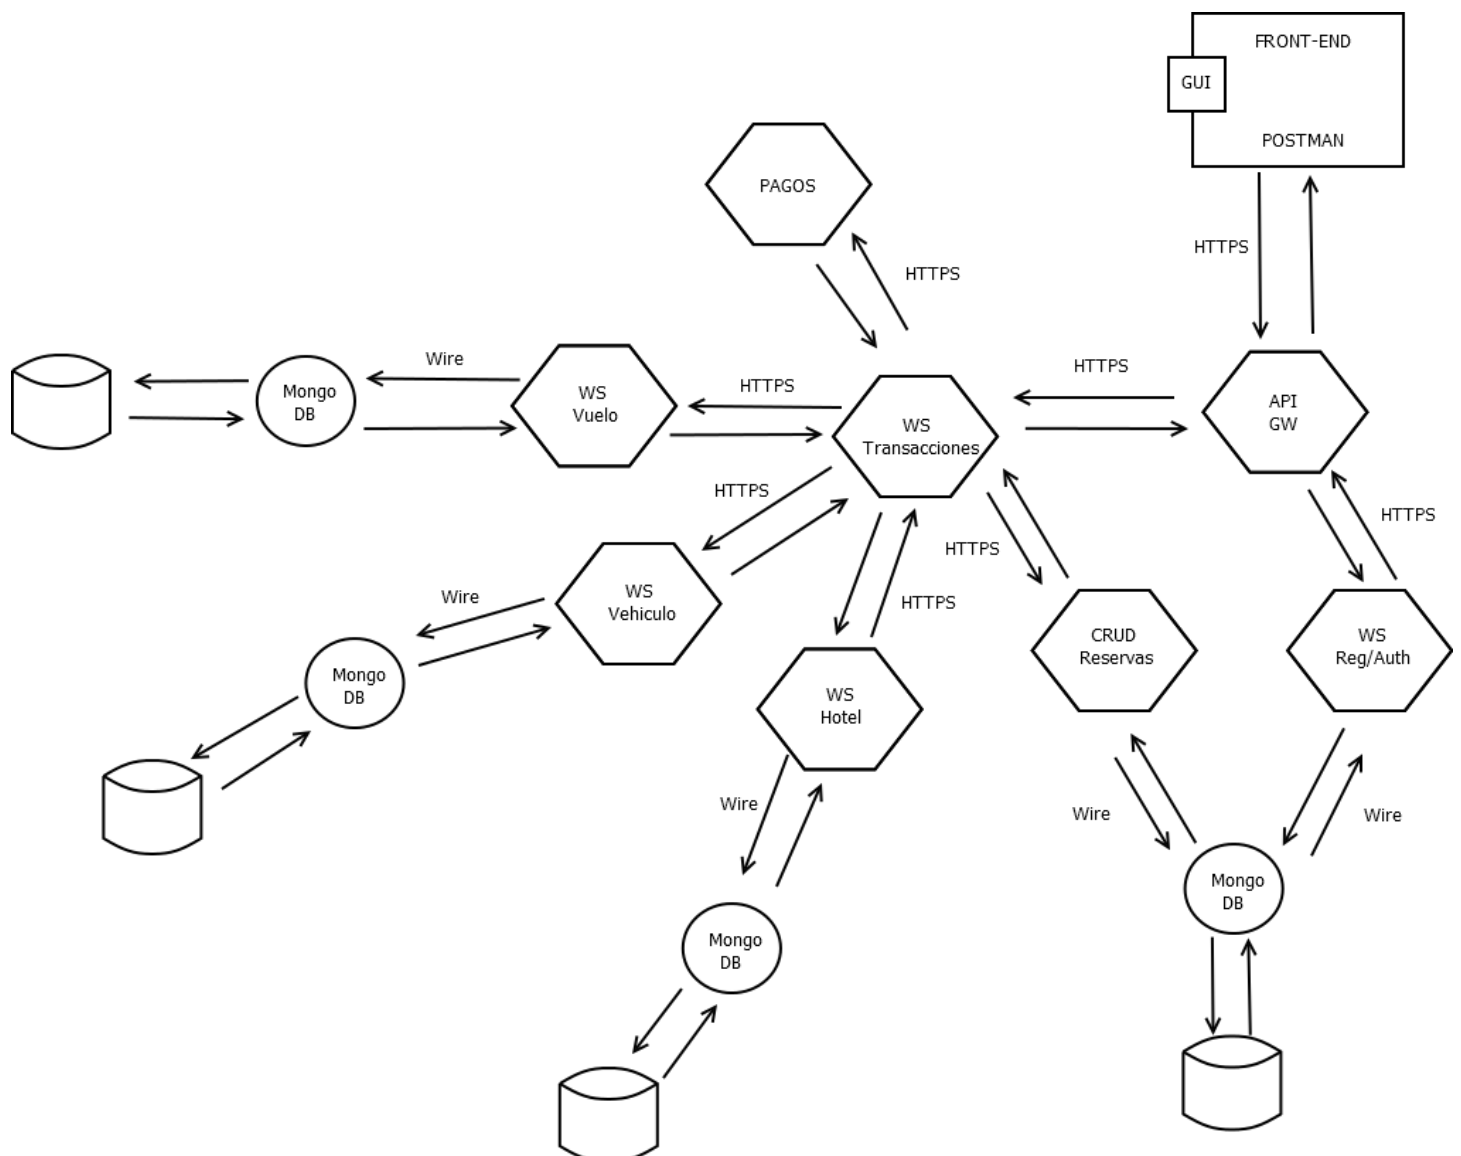 FRONT-END
GUI
POSTMAN
PAGOS
HTTPS
HTTPS
Wire
HTTPS
HTTPS
Mongo
DB
WS
Vuelo
WS
Transacciones
API
GW
HTTPS
HTTPS
HTTPS
Wire
WS
Vehiculo
HTTPS
CRUD
Reservas
WS
Reg/Auth
Mongo
DB
WS
Hotel
Wire
Wire
Wire
Mongo
DB
Mongo
DB